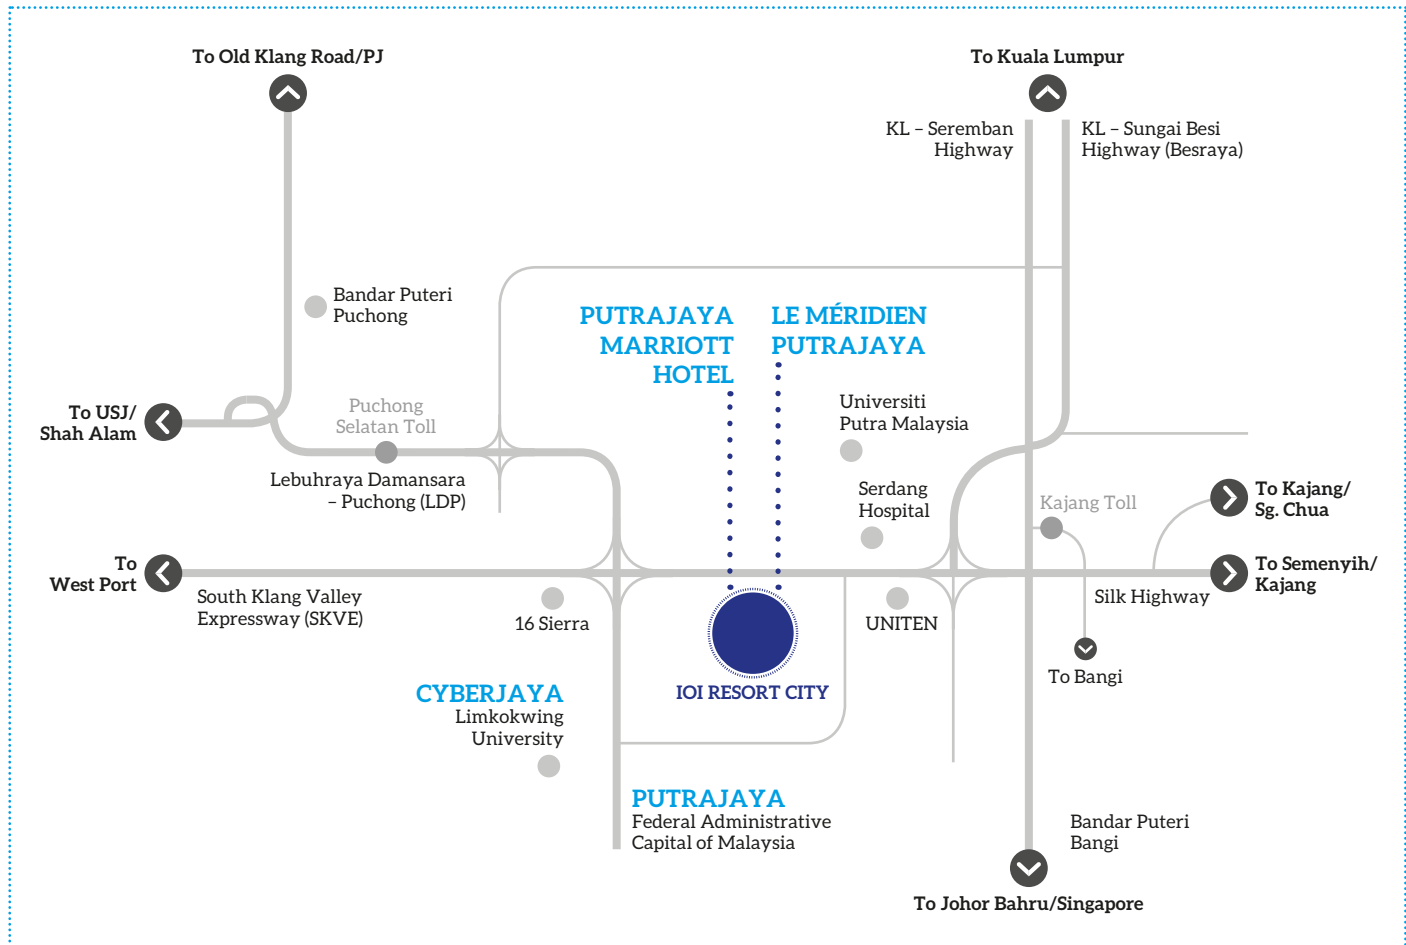 To Old Klang Road/PJ
To Kuala Lumpur
KL – Seremban
Highway
KL – Sungai Besi
Highway (Besraya)
Bandar Puteri
Puchong
PUTRAJAYA
MARRIOTT
HOTEL
LE MÉRIDIEN
PUTRAJAYA
To USJ/
Shah Alam
Puchong
Selatan Toll
Universiti
Putra Malaysia
Lebuhraya Damansara
– Puchong (LDP)
Serdang
Hospital
Kajang Toll
To Kajang/
Sg. Chua
To
West Port
To Semenyih/
Kajang
South Klang Valley
Expressway (SKVE)
16 Sierra
UNITEN
Silk Highway
To Bangi
IOI RESORT CITY
CYBERJAYA
Limkokwing
University
PUTRAJAYA
Federal Administrative
Capital of Malaysia
Bandar Puteri
Bangi
To Johor Bahru/Singapore